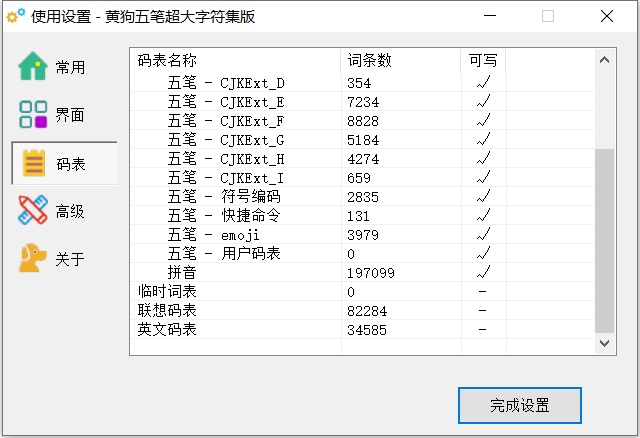 使用设置 - 黄狗五笔超大字符集版
常用
界面
码表
高级
关于
码表名称 词条数 可写
五笔 - CJKExt_D 354 ✓
五笔 - CJKExt_E 7234 ✓
五笔 - CJKExt_F 8828 ✓
五笔 - CJKExt_G 5184 ✓
五笔 - CJKExt_H 4274 ✓
五笔 - CJKExt_I 659 ✓
五笔 - 符号编码 2835 ✓
五笔 - 快捷命令 131 ✓
五笔 - emoji 3979 ✓
五笔 - 用户码表 0 ✓
拼音 197099 ✓
临时词表 0 -
联想码表 82284 -
英文码表 34585 -
完成设置